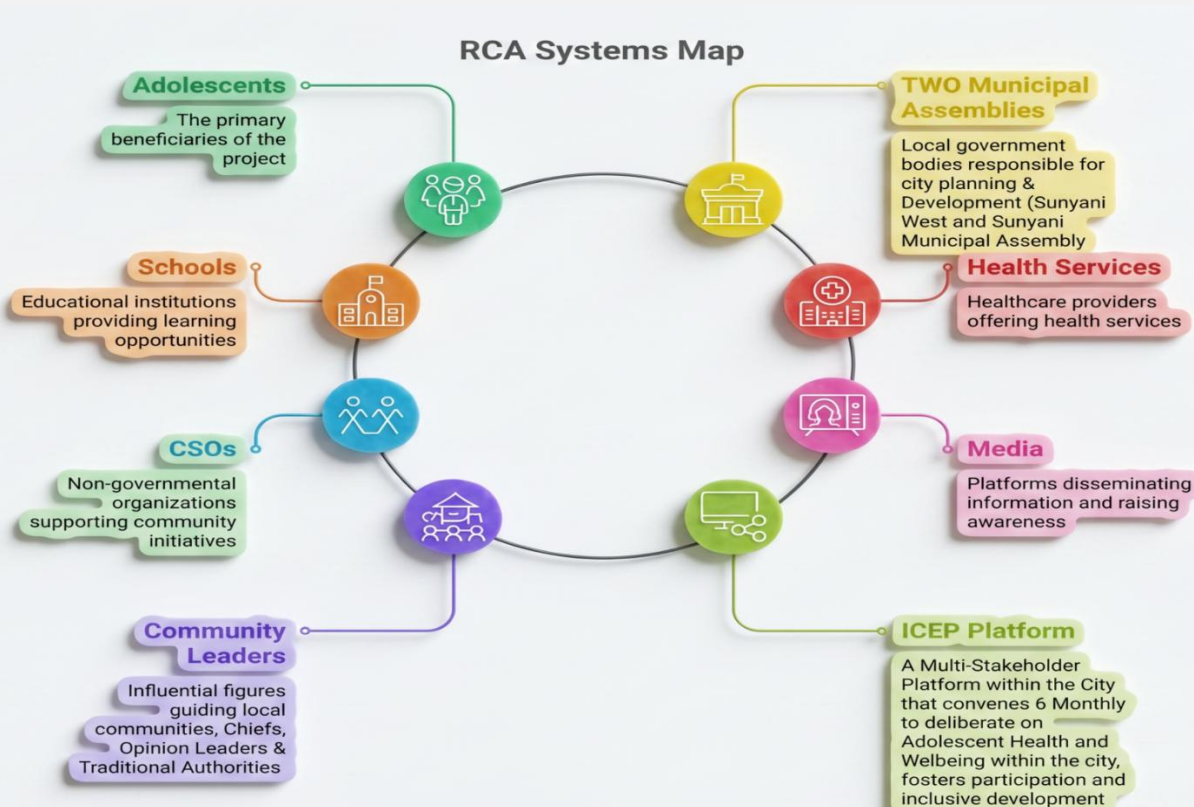 RCA Systems Map
Adolescents
The primary
beneficiaries of the
project
Schools
Educational institutions
providing learning
opportunities
CSOs
Non-governmental
organizations
supporting community
initiatives
Community
Leaders
Influential figures
guiding local
communities, Chiefs,
Opinion Leaders &
Traditional Authorities
TWO Municipal
Assemblies
Local government
bodies responsible for
city planning &
Development (Sunyani
West and Sunyani
Municipal Assembly
Health Services
Healthcare providers
offering health services
Media
Platforms disseminating
information and raising
awareness
ICEP Platform
A Multi-Stakeholder
Platform within the City
that convenes 6 Monthly
to deliberate on
Adolescent Health and
Welbeing within the city,
fosters participation and
inclusive development